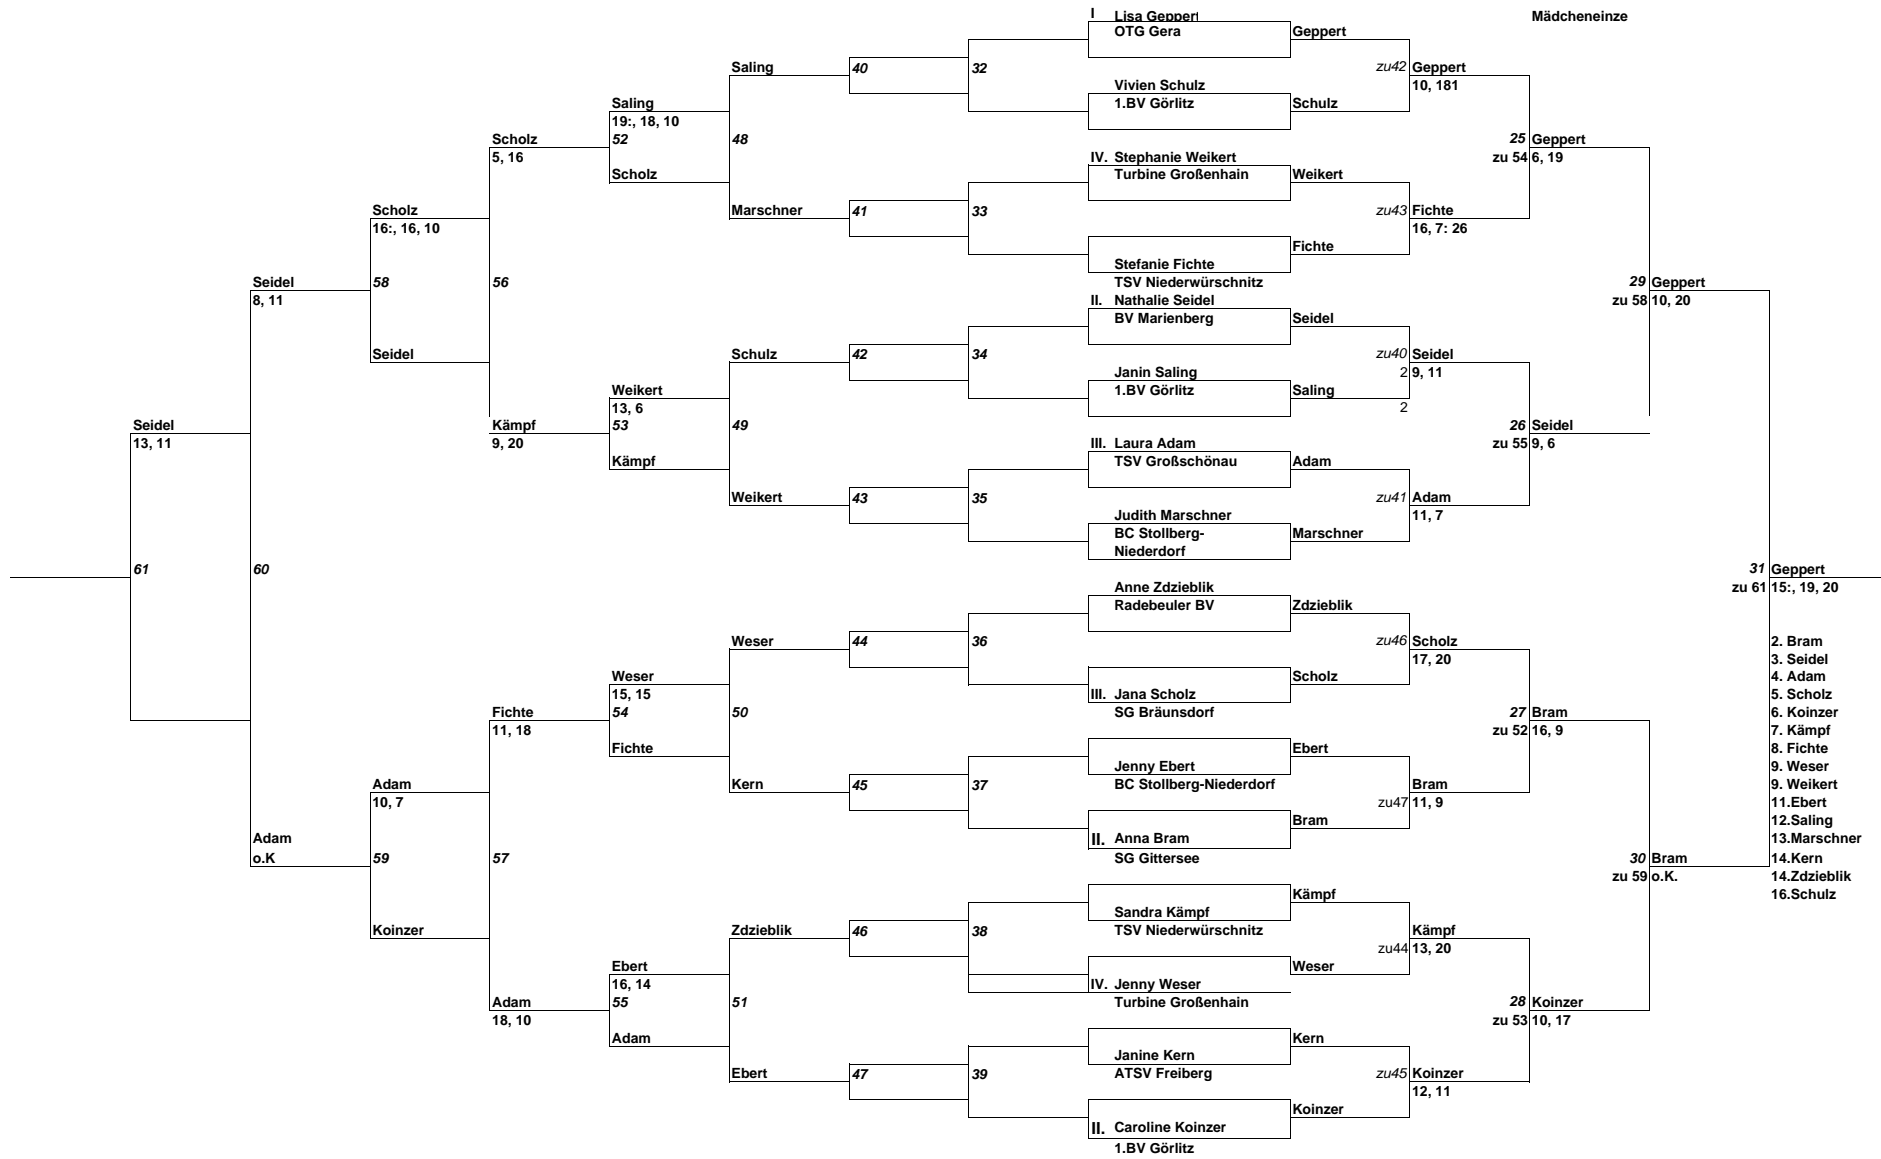 I
Lisa Geppert
Mädcheneinze
OTG Gera
Geppert
Saling
40
32
zu42
Geppert
Vivien Schulz
10, 181
Saling
1.BV Görlitz
Schulz
19:, 18, 10
Scholz
52
48
25
Geppert
5, 16
IV. Stephanie Weikert
zu 54
6, 19
Scholz
Turbine Großenhain
Weikert
Scholz
Marschner
41
33
zu43
Fichte
16:, 16, 10
16, 7: 26
Fichte
Stefanie Fichte
Seidel
58
56
TSV Niederwürschnitz
29
Geppert
8, 11
II. Nathalie Seidel
zu 58
10, 20
BV Marienberg
Seidel
Seidel
Schulz
42
34
zu40
Seidel
Janin Saling
2
9, 11
Weikert
1.BV Görlitz
Saling
13, 6
2
Seidel
Kämpf
53
49
26
Seidel
13, 11
9, 20
III. Laura Adam
zu 55
9, 6
Kämpf
TSV Großschönau
Adam
Weikert
43
35
zu41
Adam
Judith Marschner
11, 7
BC Stollberg-
Niederdorf
Marschner
61
60
31
Geppert
Anne Zdzieblik
zu 61
15:, 19, 20
Radebeuler BV
Zdzieblik
Weser
44
36
zu46
Scholz
2. Bram
17, 20
3. Seidel
Weser
Scholz
4. Adam
15, 15
III. Jana Scholz
5. Scholz
Fichte
54
50
SG Bräunsdorf
27
Bram
6. Koinzer
11, 18
zu 52
16, 9
7. Kämpf
Fichte
Ebert
8. Fichte
Jenny Ebert
9. Weser
Adam
Kern
45
37
BC Stollberg-Niederdorf
Bram
9. Weikert
10, 7
zu47
11, 9
11.Ebert
Bram
12.Saling
Adam
II. Anna Bram
13.Marschner
o.K
59
57
SG Gittersee
30
Bram
14.Kern
zu 59
o.K.
14.Zdzieblik
Kämpf
16.Schulz
Sandra Kämpf
Koinzer
Zdzieblik
46
38
TSV Niederwürschnitz
Kämpf
zu44
13, 20
Ebert
Weser
16, 14
IV. Jenny Weser
Adam
55
51
Turbine Großenhain
28
Koinzer
18, 10
zu 53
10, 17
Adam
Kern
Janine Kern
Ebert
47
39
ATSV Freiberg
zu45
Koinzer
12, 11
Koinzer
II. Caroline Koinzer
1.BV Görlitz